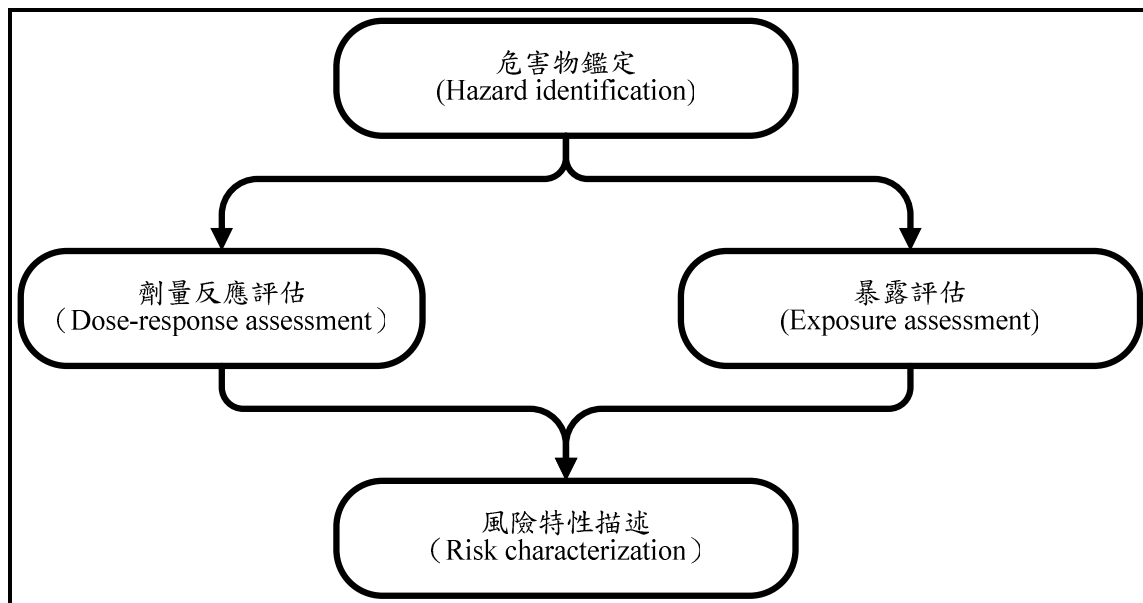 危害物鑑定
(Hazard identification)
劑量反應評估
（Dose-response assessment）
暴露評估
(Exposure assessment)
風險特性描述
（Risk characterization）